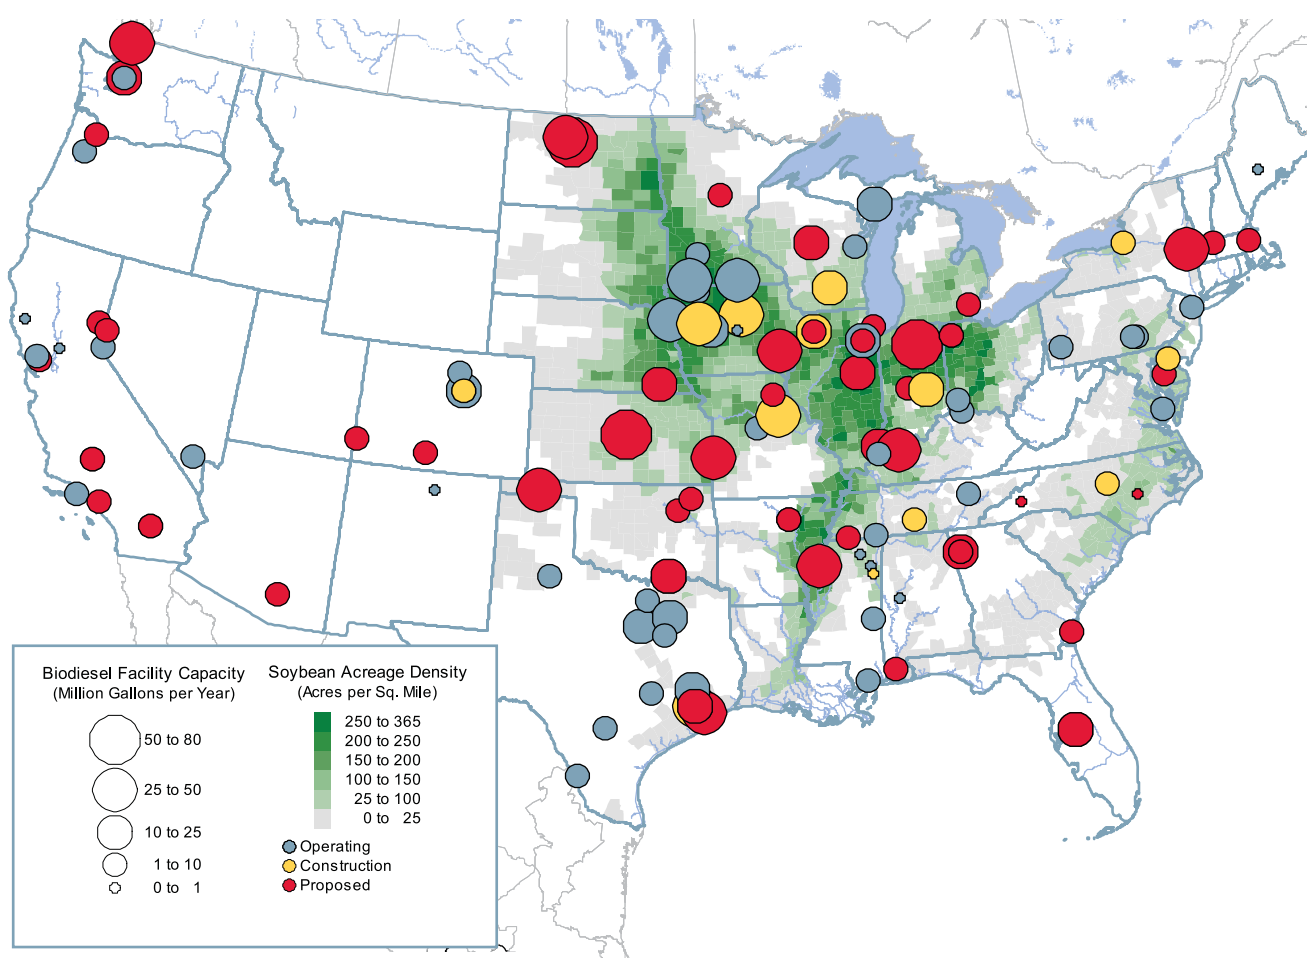 Biodiesel Facility Capacity
(Million Gallons per Year)
50 to 80
25 to 50
10 to 25
1 to 10
0 to 1
Soybean Acreage Density
(Acres per Sq. Mile)
250 to 365
200 to 250
150 to 200
100 to 150
25 to 100
0 to 25
Operating
Construction
Proposed